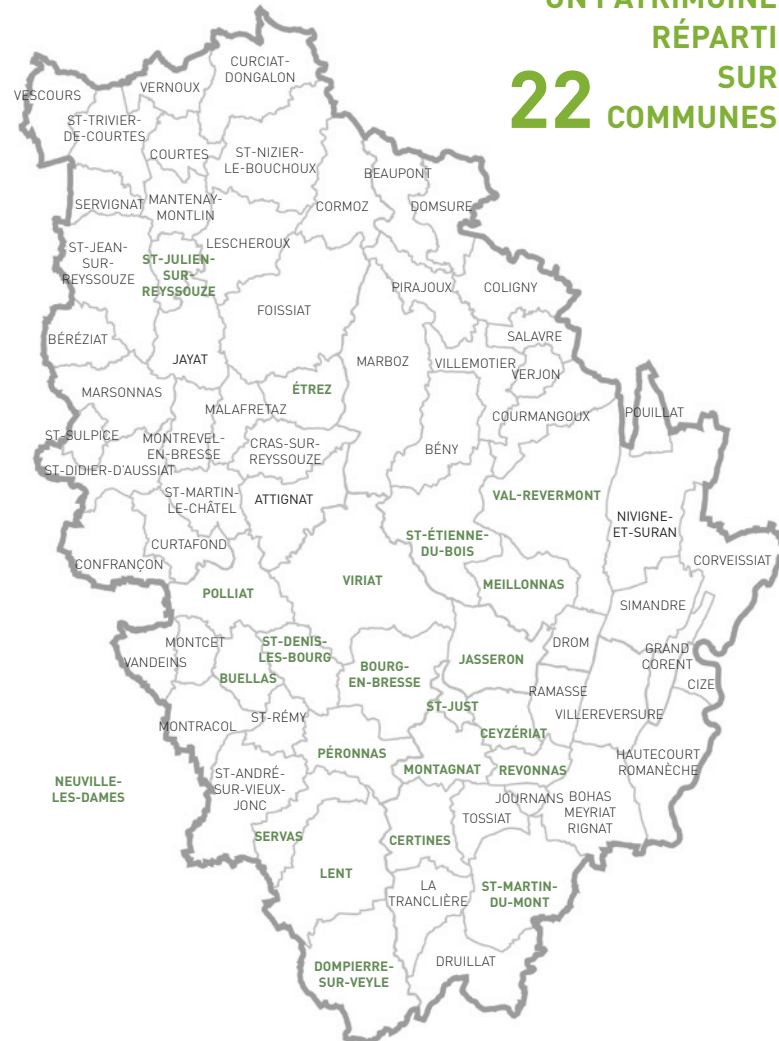 UN PATRIMOINE
RÉPARTI
SUR
22 COMMUNES
CURCIAT-
DONGALON
VESCOURS
VERNOUX
ST-TRIVIER-
DE-COURTES
COURTES
ST-NIZIER-
LE-BOUCHOUX
BEAUPONT
SERVIGNAT
MANTENAY-
MONTLIN
CORMOZ
DOMSURE
ST-JEAN-
SUR-
REYSSOUZE
ST-JULIEN-
SUR-
REYSSOUZE
LESCHEROUX
PIRAJOUX
COLIGNY
FOISSIAT
BÉRÉZIAT
JAYAT
MARBOZ
SALAVRE
VILLEMOTIER
VERJON
MARSONNAS
ÉTREZ
MALAFRETAZ
COURMANGOUX
POUILLAT
ST-SULPICE
MONTREVEL-
EN-BRESSE
CRAS-SUR-
REYSSOUZE
BÉNY
ST-DIDIER-D'AUSSIAT
ST-MARTIN-
LE-CHÂTEL
ATTIGNAT
VAL-REVERMONT
NIVIGNE-
ET-SURAN
CURTAFOND
ST-ÉTIENNE-
DU-BOIS
CONFRANÇON
CORVEISSIAT
POLLIAT
VIRIAT
MEILLONNAS
SIMANDRE
MONTCET
ST-DENIS-
LES-BOURG
DROM
GRAND
CORENT
VANDEINS
BUELLAS
BOURG-
EN-BRESSE
JASSERON
CIZE
RAMASSE
ST-JUST
VILLEREVERSURE
MONTRACOL
ST-RÉMY
CEYZÉRIAT
PÉRONNAS
HAUTECOURT
ROMANÈCHE
NEUVILLE-
LES-DAMES
ST-ANDRÉ-
SUR-VIEUX-
JONC
MONTAGNAT
REVONNAS
JOURNANS
BOHAS
MEYRIAT
RIGNAT
TOSSIAT
SERVAS
CERTINES
LENT
LA
TRANCLIÈRE
ST-MARTIN-
DU-MONT
DOMPIERRE-
SUR-VEYLE
DRUILLAT